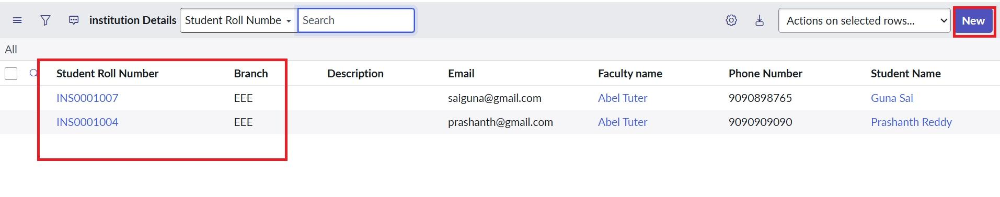 institution Details Student Roll Numbe Search Actions on selected rows... New
All
Student Roll Number Branch Description Email Faculty name Phone Number Student Name
INS0001007 EEE saiguna@gmail.com Abel Tuter 9090898765 Guna Sai
INS0001004 EEE prashanth@gmail.com Abel Tuter 9090909090 Prashanth Reddy